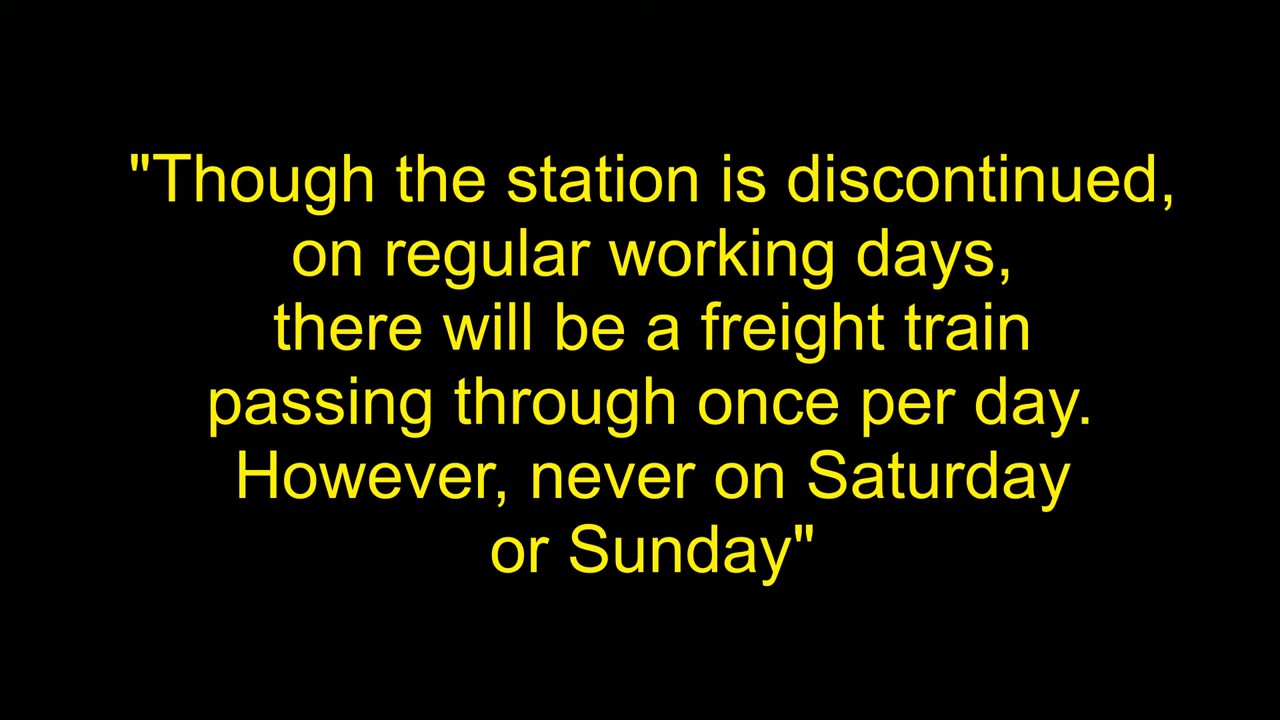 "Though the station is discontinued,
on regular working days,
there will be a freight train
passing through once per day.
However, never on Saturday
or Sunday"